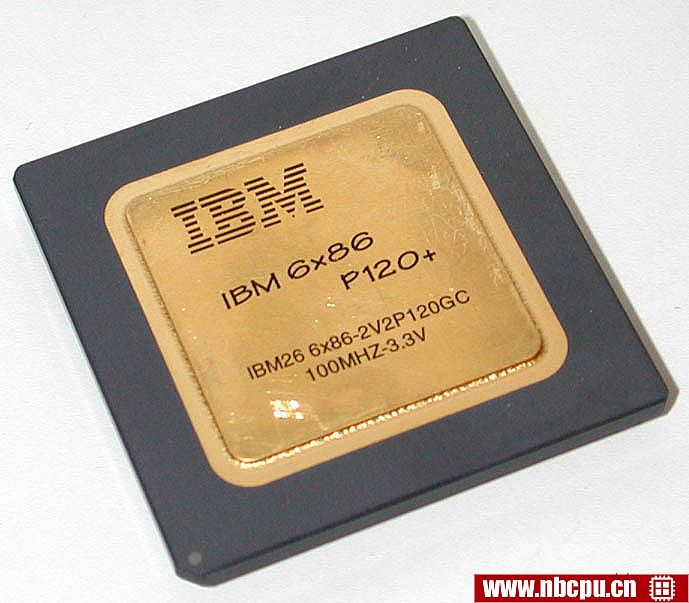 IBM
IBM 6x86
P120+
IBM26 6x86-2V2P120GC
100MHZ-3.3V
www.nbcpu.cn